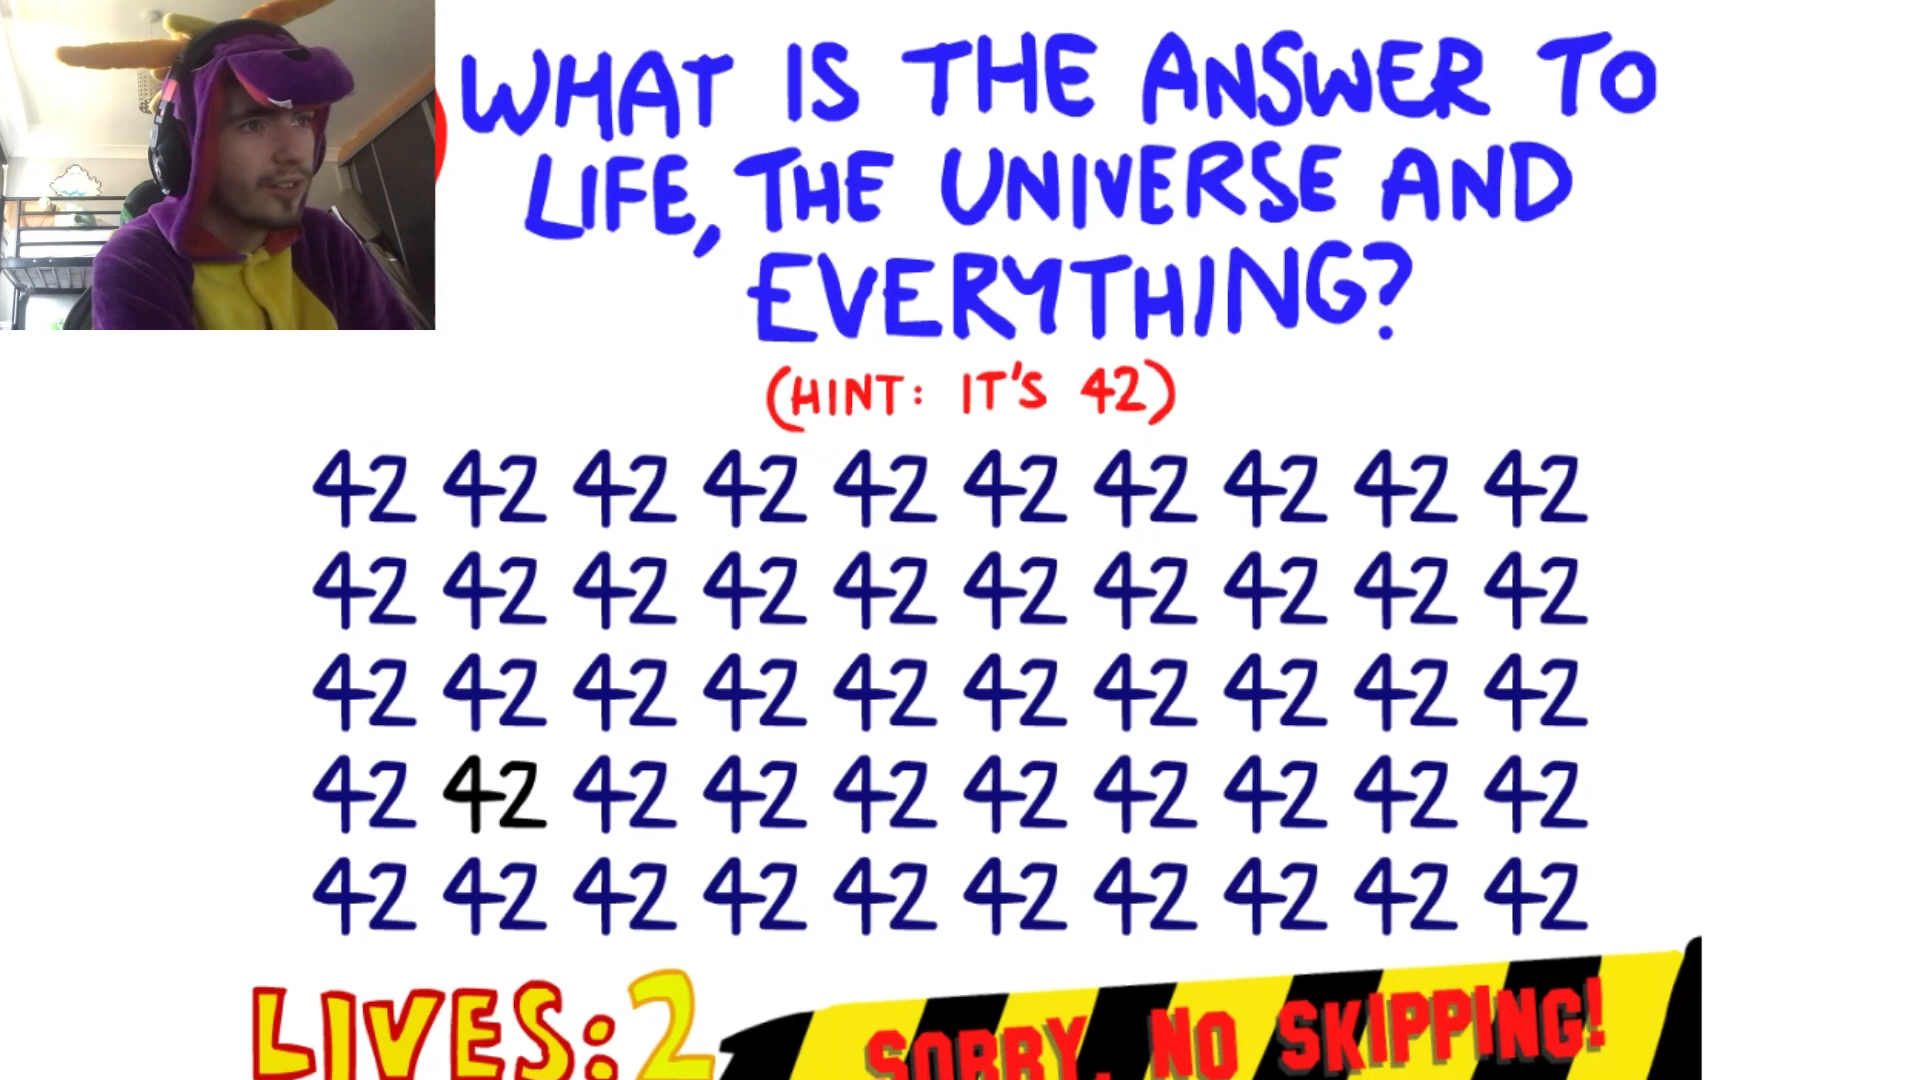 WHAT IS THE ANSWER TO
LIFE, THE UNIVERSE AND
EVERYTHING?
(HINT: IT'S 42)
42 42 42 42 42 42 42 42 42 42
42 42 42 42 42 42 42 42 42 42
42 42 42 42 42 42 42 42 42 42
42 42 42 42 42 42 42 42 42 42
42 42 42 42 42 42 42 42 42 42
LIVES: 2
SORRY, NO SKIPPING!